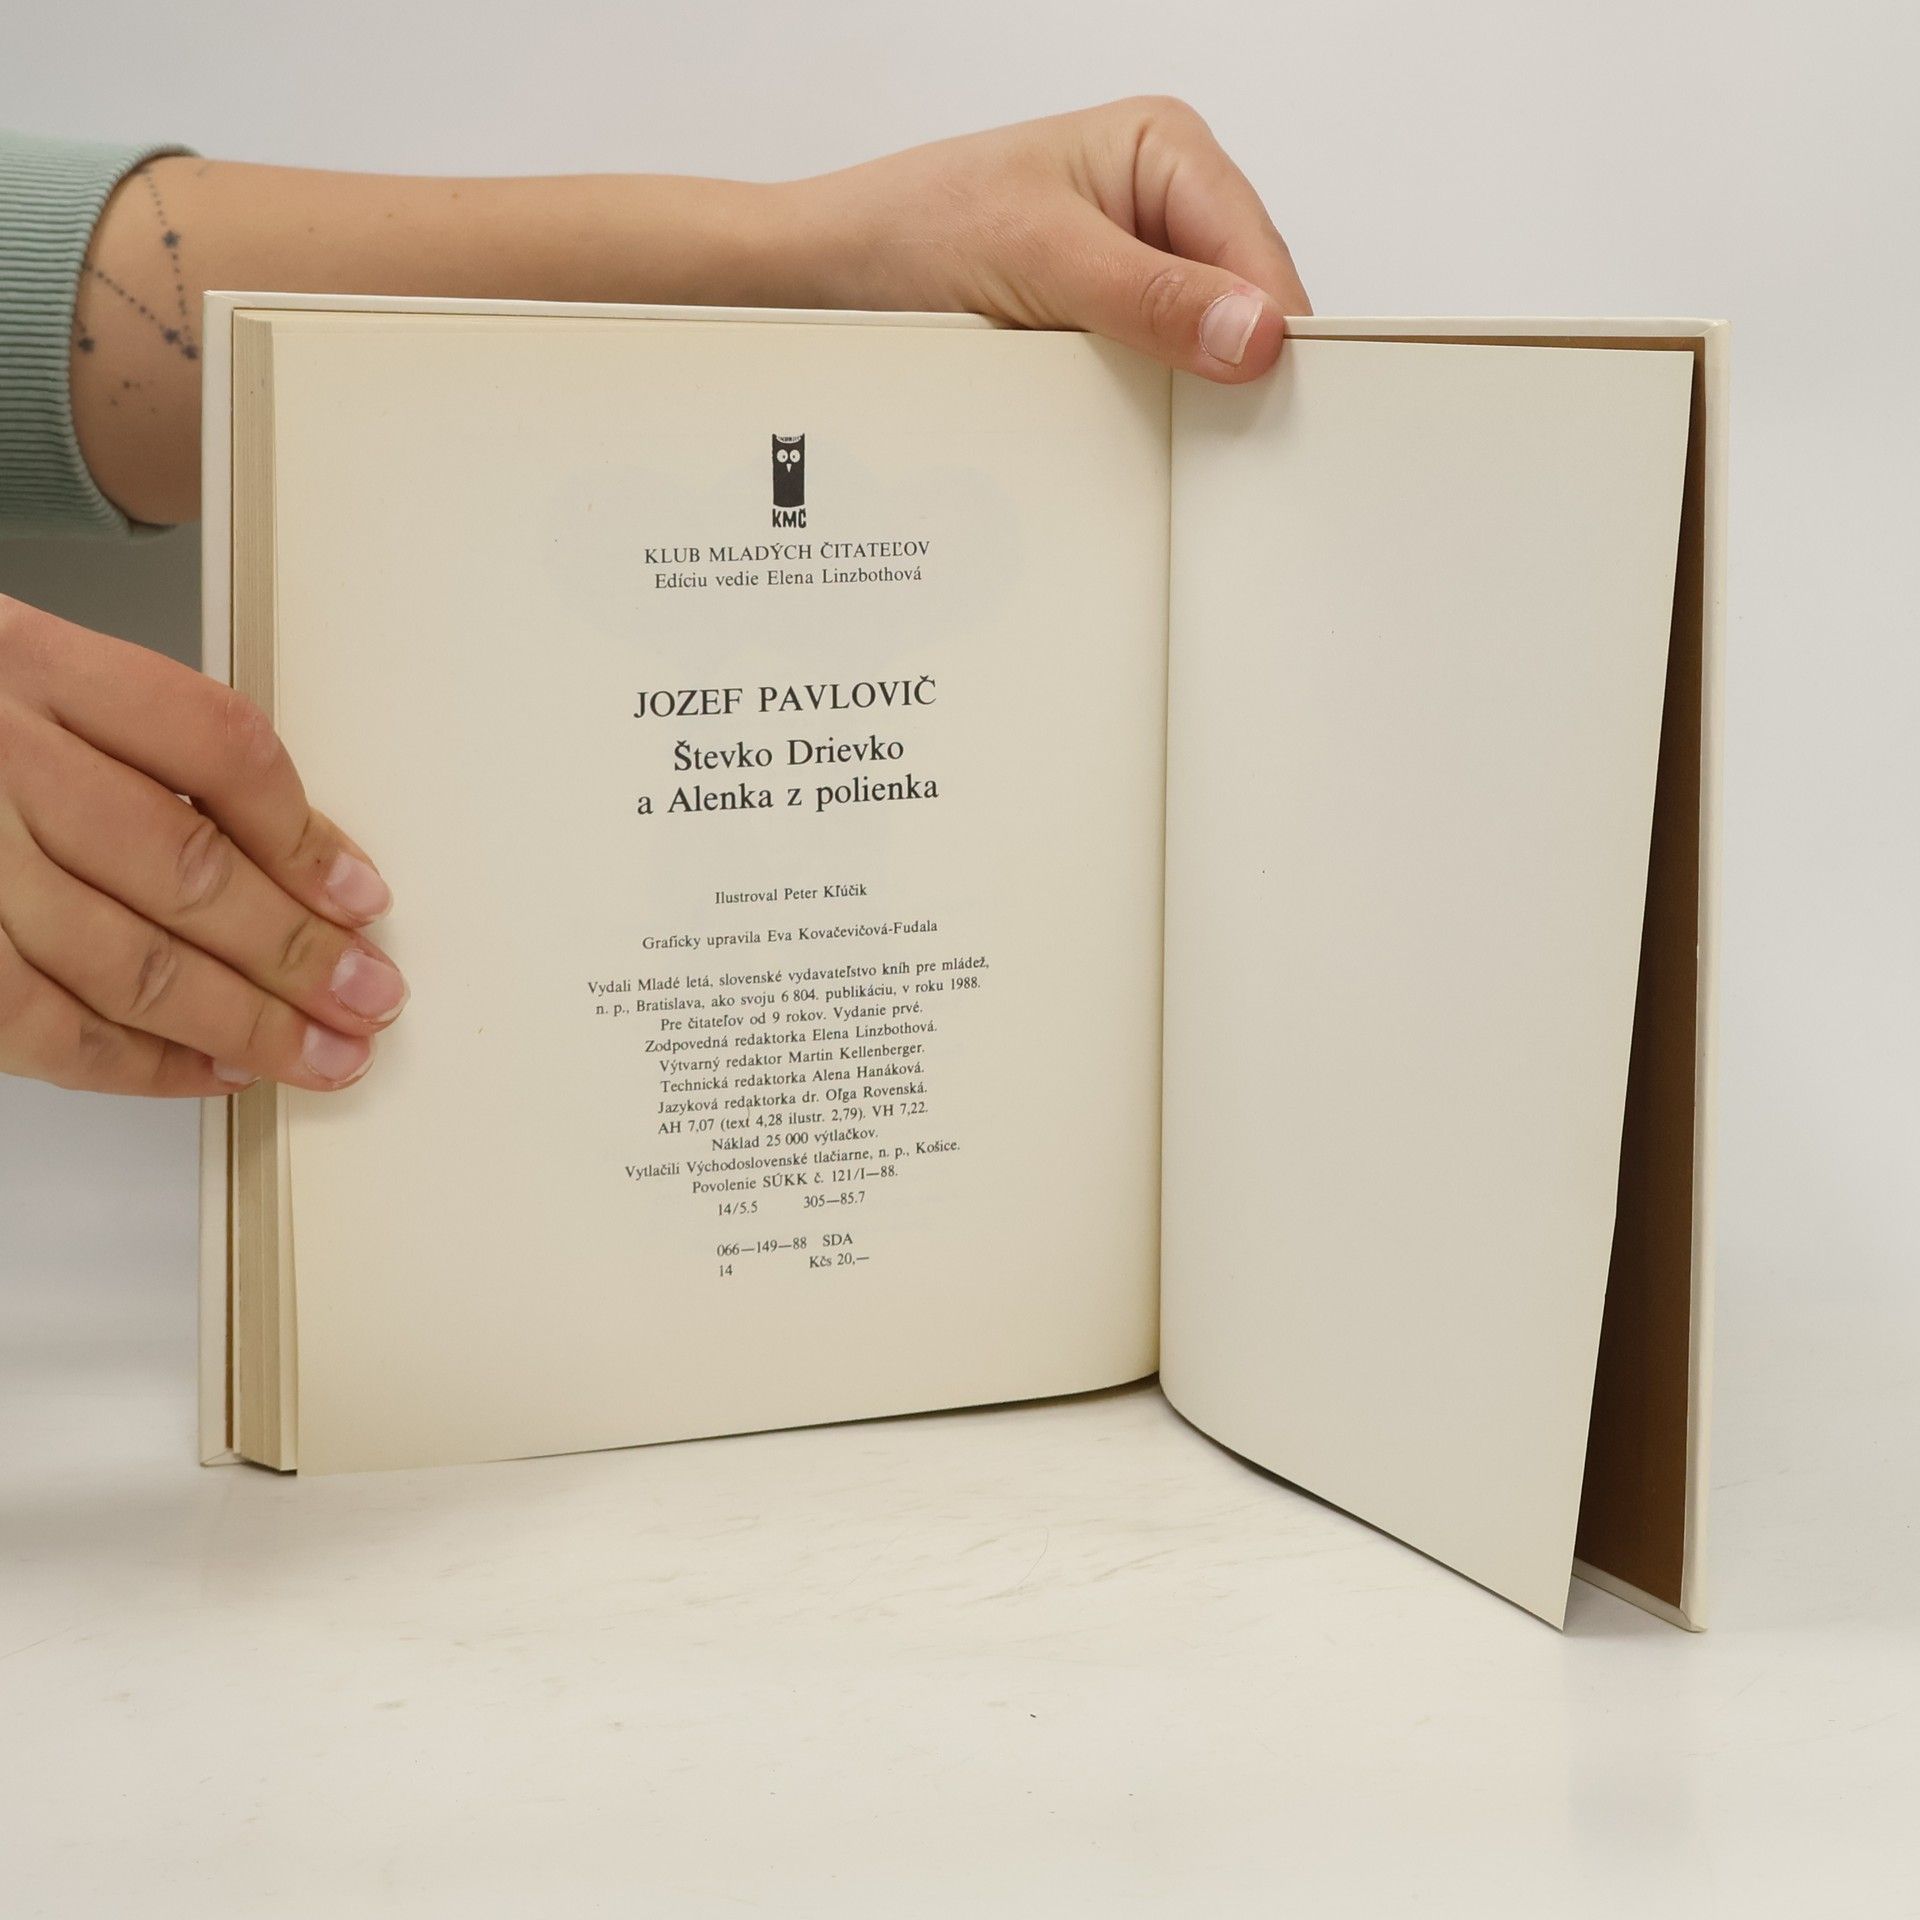 KMČ
KLUB MLADÝCH ČITATEĽOV
Edíciu vedie Elena Linzbothová
JOZEF PAVLOVIČ
Števko Drievko
a Alenka z polienka
Ilustroval Peter Kľúčik
Graficky upravila Eva Kovačevičová-Fudala
Vydali Mladé letá, slovenské vydavateľstvo kníh pre mládež,
n. p., Bratislava, ako svoju 6 804. publikáciu, v roku 1988.
Pre čitateľov od 9 rokov. Vydanie prvé.
Zodpovedná redaktorka Elena Linzbothová.
Výtvarný redaktor Martin Kellenberger.
Technická redaktorka Alena Hanáková.
Jazyková redaktorka dr. Oľga Rovenská.
AH 7,07 (text 4,28 ilustr. 2,79). VH 7,22.
Náklad 25 000 výtlačkov.
Vytlačili Východoslovenské tlačiarne, n. p., Košice.
Povolenie SÚKK č. 121/I—88.
14/5.5 305—85.7
066—149—88 SDA
14 Kčs 20,—